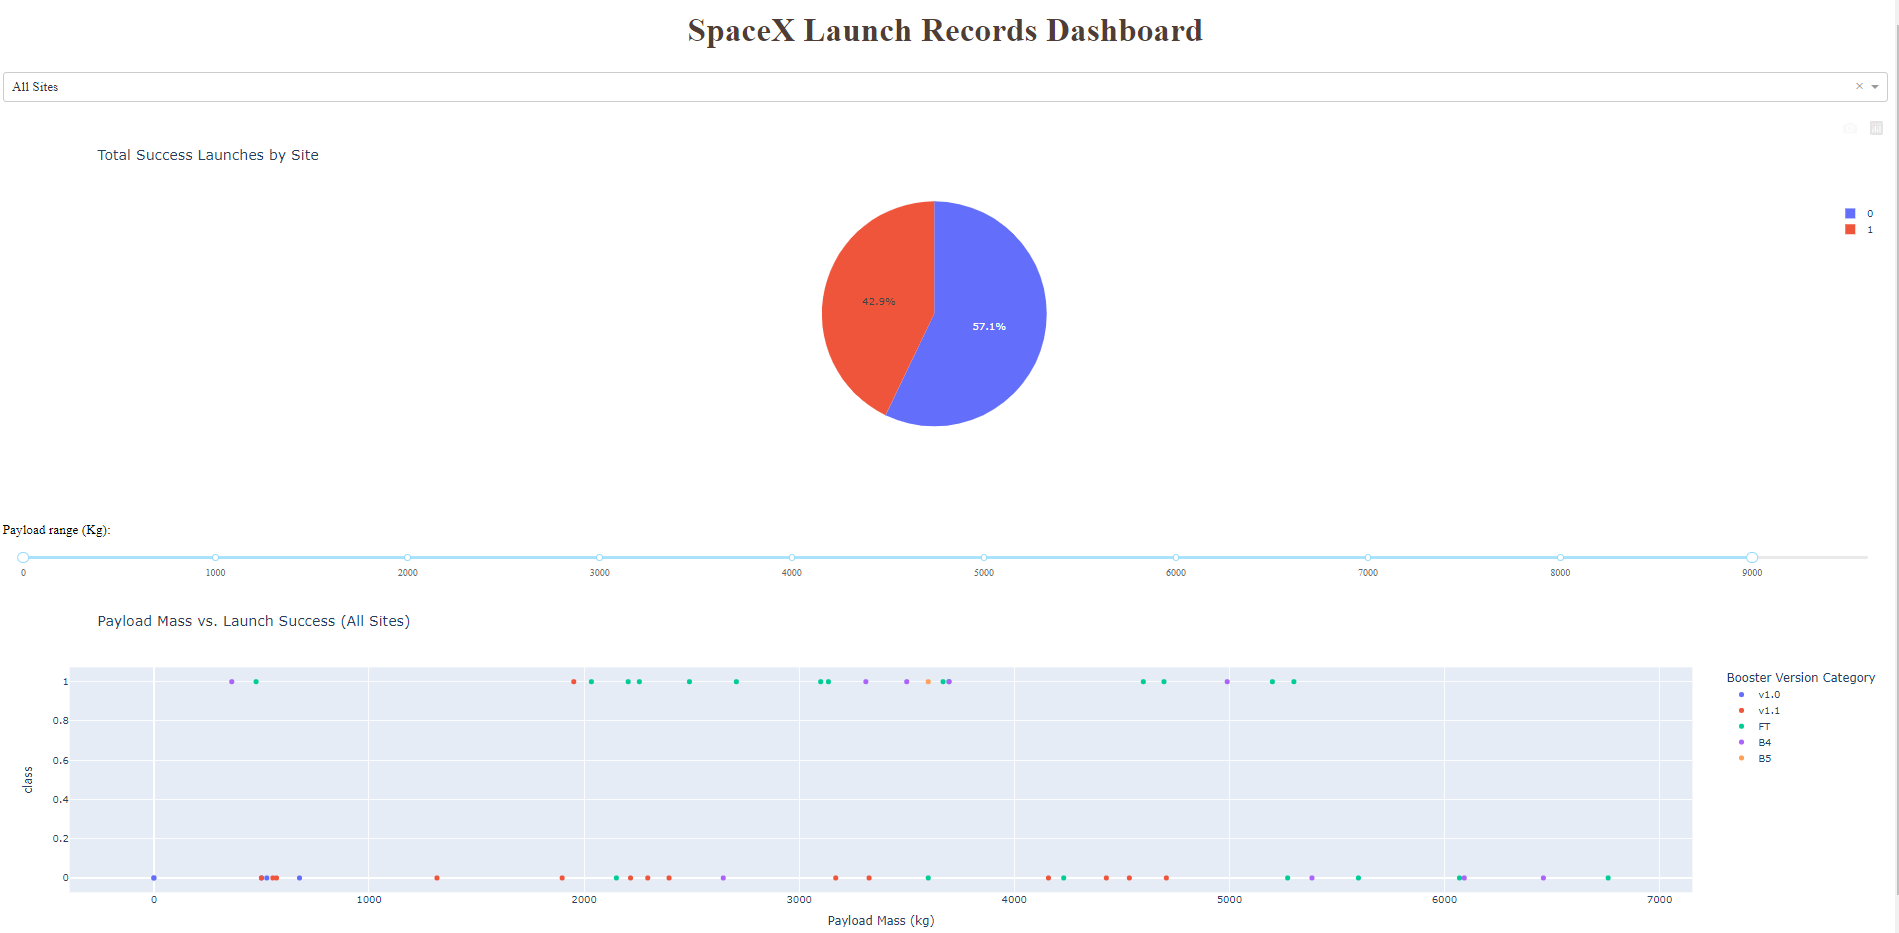 SpaceX Launch Records Dashboard
All Sites
×
Total Success Launches by Site
0
1
42.9%
57.1%
Payload range (Kg):
0 1000 2000 3000 4000 5000 6000 7000 8000 9000
Payload Mass vs. Launch Success (All Sites)
Booster Version Category
v1.0
v1.1
FT
B4
B5
class
1
0.8
0.6
0.4
0.2
0
0 1000 2000 3000 4000 5000 6000 7000
Payload Mass (kg)